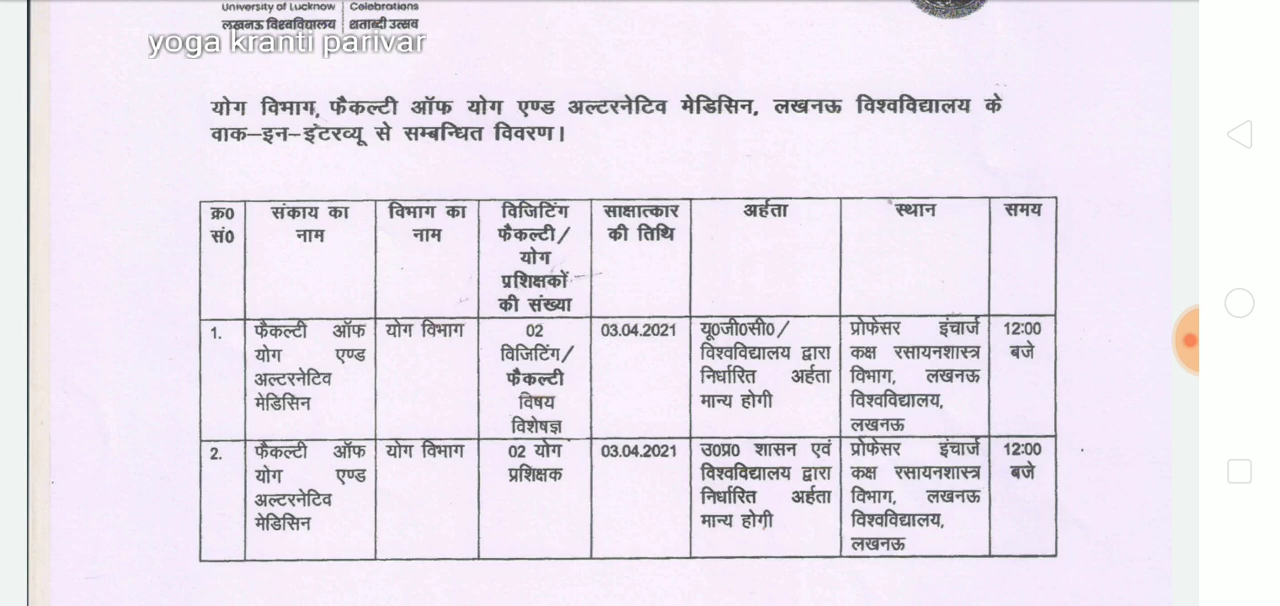 University of Lucknow | Celebrations
लखनऊ विश्वविद्यालय | शताब्दी उत्सव
yoga kranti parivar
योग विभाग, फैकल्टी ऑफ योग एण्ड अल्टरनेटिव मेडिसिन, लखनऊ विश्वविद्यालय के
वाक–इन–इंटरव्यू से सम्बन्धित विवरण।
क्र0 सं0
संकाय का नाम
विभाग का नाम
विजिटिंग फैकल्टी/ योग प्रशिक्षकों की संख्या
साक्षात्कार की तिथि
अर्हता
स्थान
समय
1.
फैकल्टी ऑफ योग एण्ड अल्टरनेटिव मेडिसिन
योग विभाग
02 विजिटिंग/ फैकल्टी विषय विशेषज्ञ
03.04.2021
यू0जी0सी0/ विश्वविद्यालय द्वारा निर्धारित अर्हता मान्य होगी
प्रोफेसर इंचार्ज कक्ष रसायनशास्त्र विभाग, लखनऊ विश्वविद्यालय, लखनऊ
12:00 बजे
2.
फैकल्टी ऑफ योग एण्ड अल्टरनेटिव मेडिसिन
योग विभाग
02 योग प्रशिक्षक
03.04.2021
उ0प्र0 शासन एवं विश्वविद्यालय द्वारा निर्धारित अर्हता मान्य होगी
प्रोफेसर इंचार्ज कक्ष रसायनशास्त्र विभाग, लखनऊ विश्वविद्यालय, लखनऊ
12:00 बजे